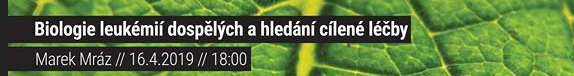 Biologie leukémií dospělých a hledání cílené léčby
Marek Mráz // 16.4.2019 // 18:00